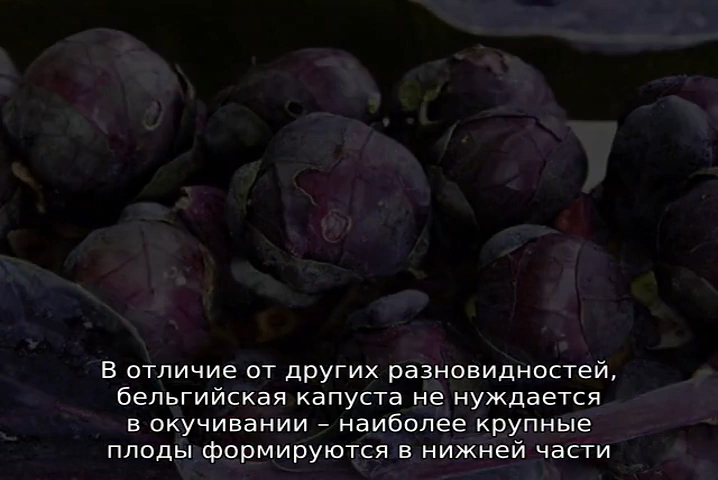 В отличие от других разновидностей,
бельгийская капуста не нуждается
в окучивании – наиболее крупные
плоды формируются в нижней части